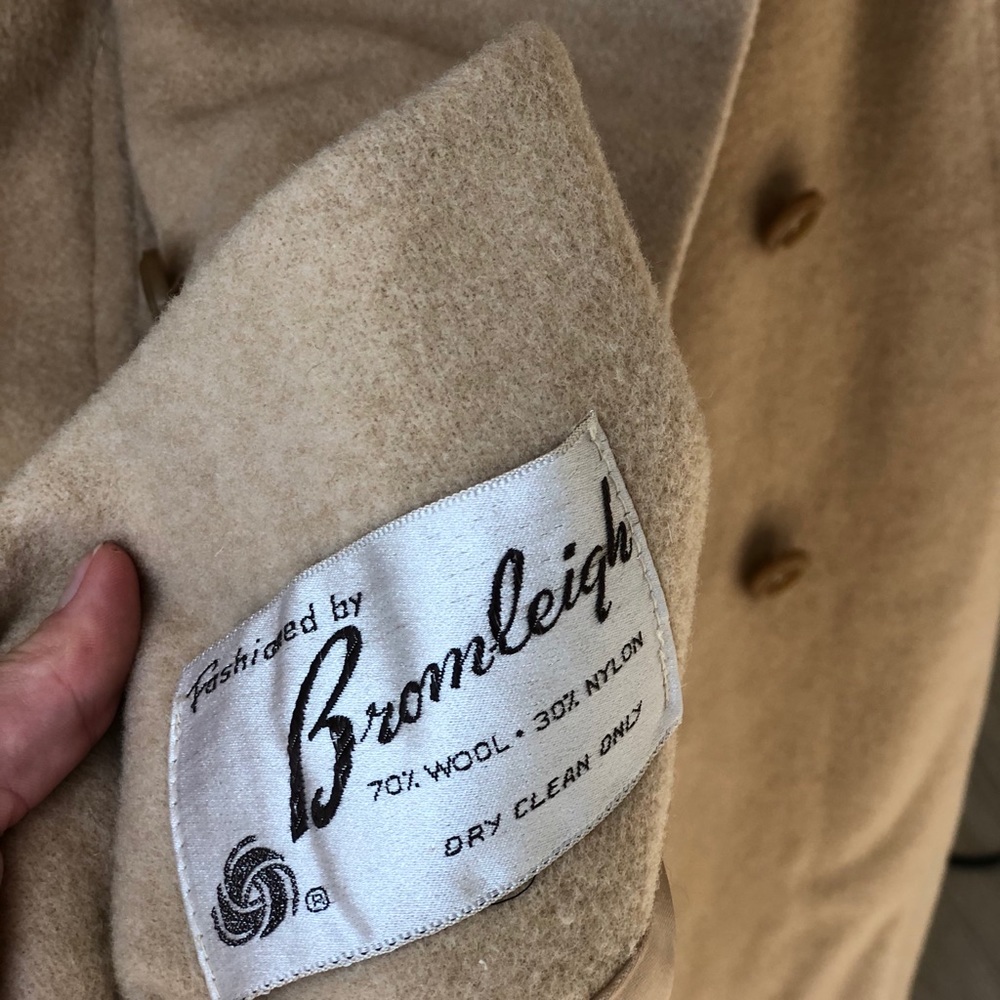 Fashioned by
Bromleigh
70% WOOL • 30% NYLON
DRY CLEAN ONLY
®